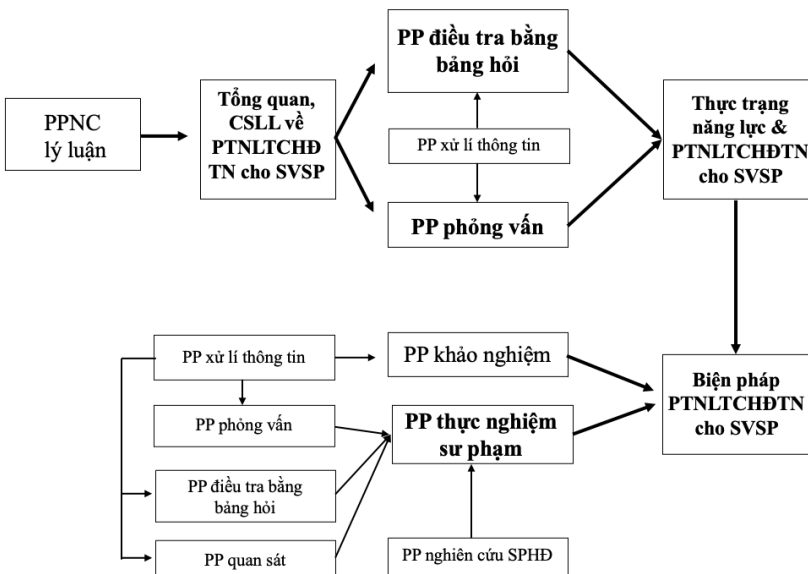 PPNC
lý luận
Tổng quan,
CSLL về
PTNLTCHĐ
TN cho SVSP
PP điều tra bằng
bảng hỏi
PP xử lí thông tin
PP phỏng vấn
Thực trạng
năng lực &
PTNLTCHĐTN
cho SVSP
PP xử lí thông tin
PP khảo nghiệm
PP phỏng vấn
PP thực nghiệm
sư phạm
PP điều tra bằng
bảng hỏi
PP quan sát
PP nghiên cứu SPHĐ
Biện pháp
PTNLTCHĐTN
cho SVSP